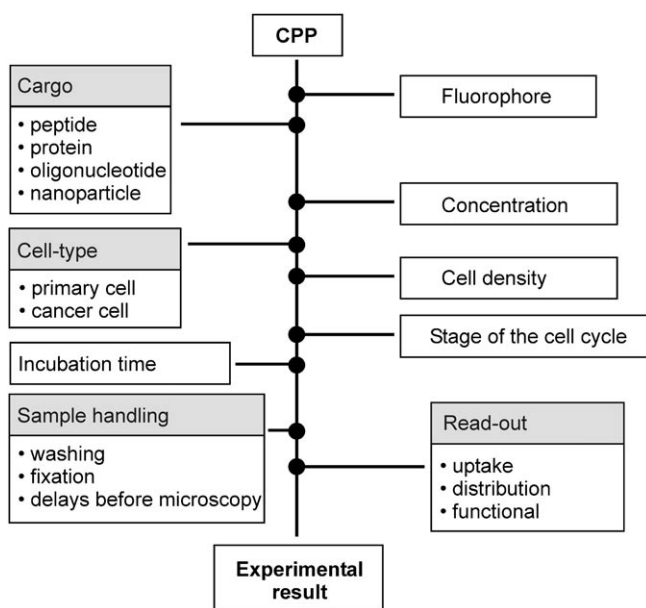 CPP
Cargo
• peptide
• protein
• oligonucleotide
• nanoparticle
Fluorophore
Concentration
Cell-type
• primary cell
• cancer cell
Cell density
Stage of the cell cycle
Incubation time
Sample handling
• washing
• fixation
• delays before microscopy
Read-out
• uptake
• distribution
• functional
Experimental
result